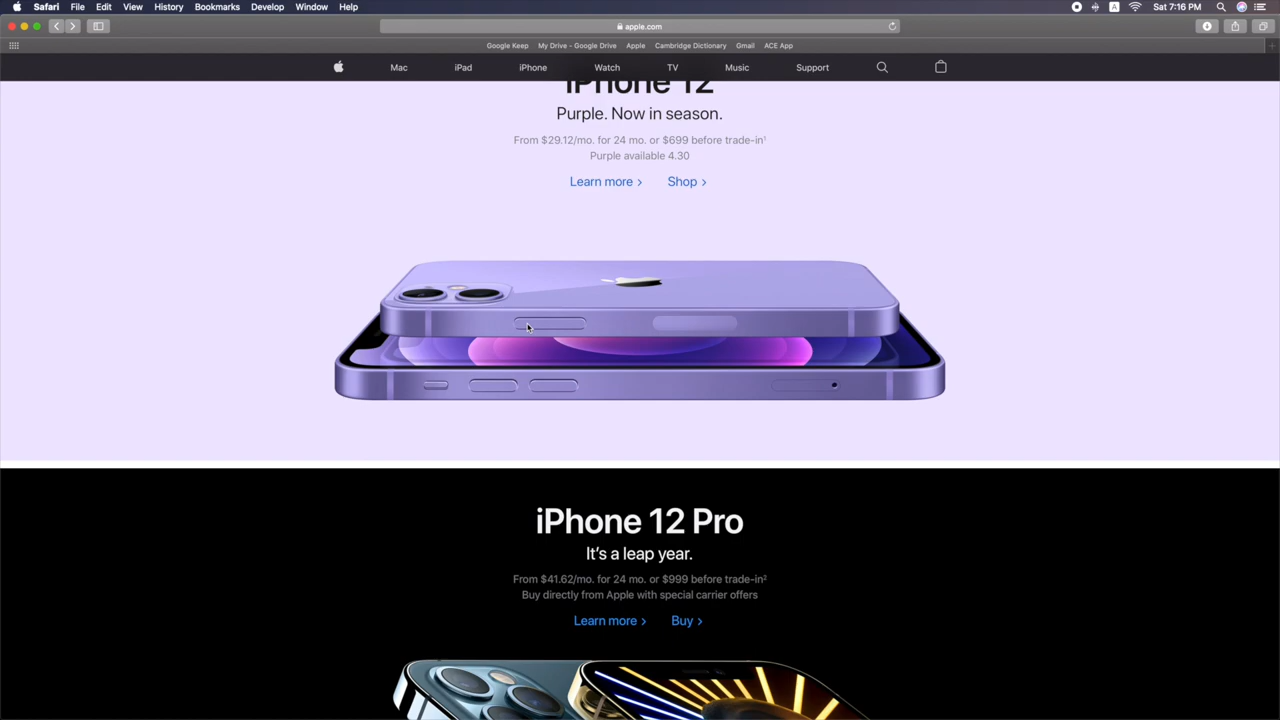 Safari File Edit View History Bookmarks Develop Window Help A Sat 7:16 PM
apple.com
Google Keep My Drive - Google Drive Apple Cambridge Dictionary Gmail ACE App
Mac iPad iPhone Watch TV Music Support
iPhone 12
Purple. Now in season.
From $29.12/mo. for 24 mo. or $699 before trade-in¹
Purple available 4.30
Learn more > Shop >
iPhone 12 Pro
It's a leap year.
From $41.62/mo. for 24 mo. or $999 before trade-in²
Buy directly from Apple with special carrier offers
Learn more > Buy >